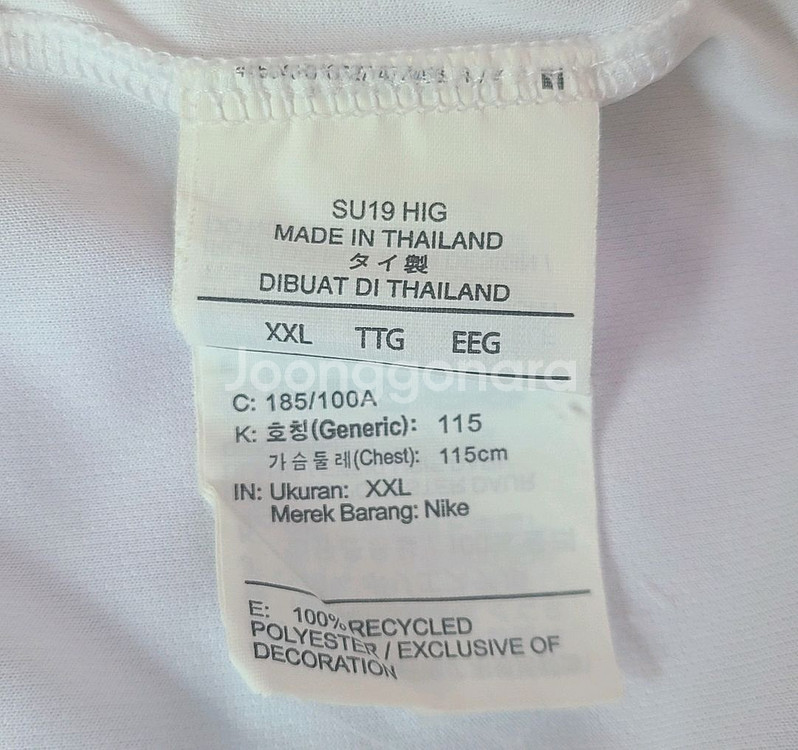 SU19 HIG
MADE IN THAILAND
タイ製
DIBUAT DI THAILAND
XXL TTG EEG
Joonggonara
C: 185/100A
K: 호칭(Generic): 115
가슴둘레(Chest): 115cm
IN: Ukuran: XXL
Merek Barang: Nike
E: 100% RECYCLED
POLYESTER / EXCLUSIVE OF
DECORATION